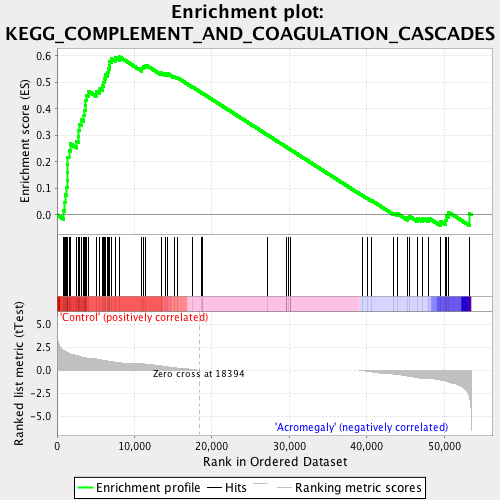 Enrichment plot:
KEGG_COMPLEMENT_AND_COAGULATION_CASCADES
Enrichment score (ES)
0.6
0.5
0.4
0.3
0.2
0.1
0.0
'Control' (positively correlated)
Ranked list metric (tTest)
5.0
2.5
0.0
-2.5
-5.0
Zero cross at 18394
'Acromegaly' (negatively correlated)
0
10,000
20,000
30,000
40,000
50,000
Rank in Ordered Dataset
Enrichment profile
Hits
Ranking metric scores